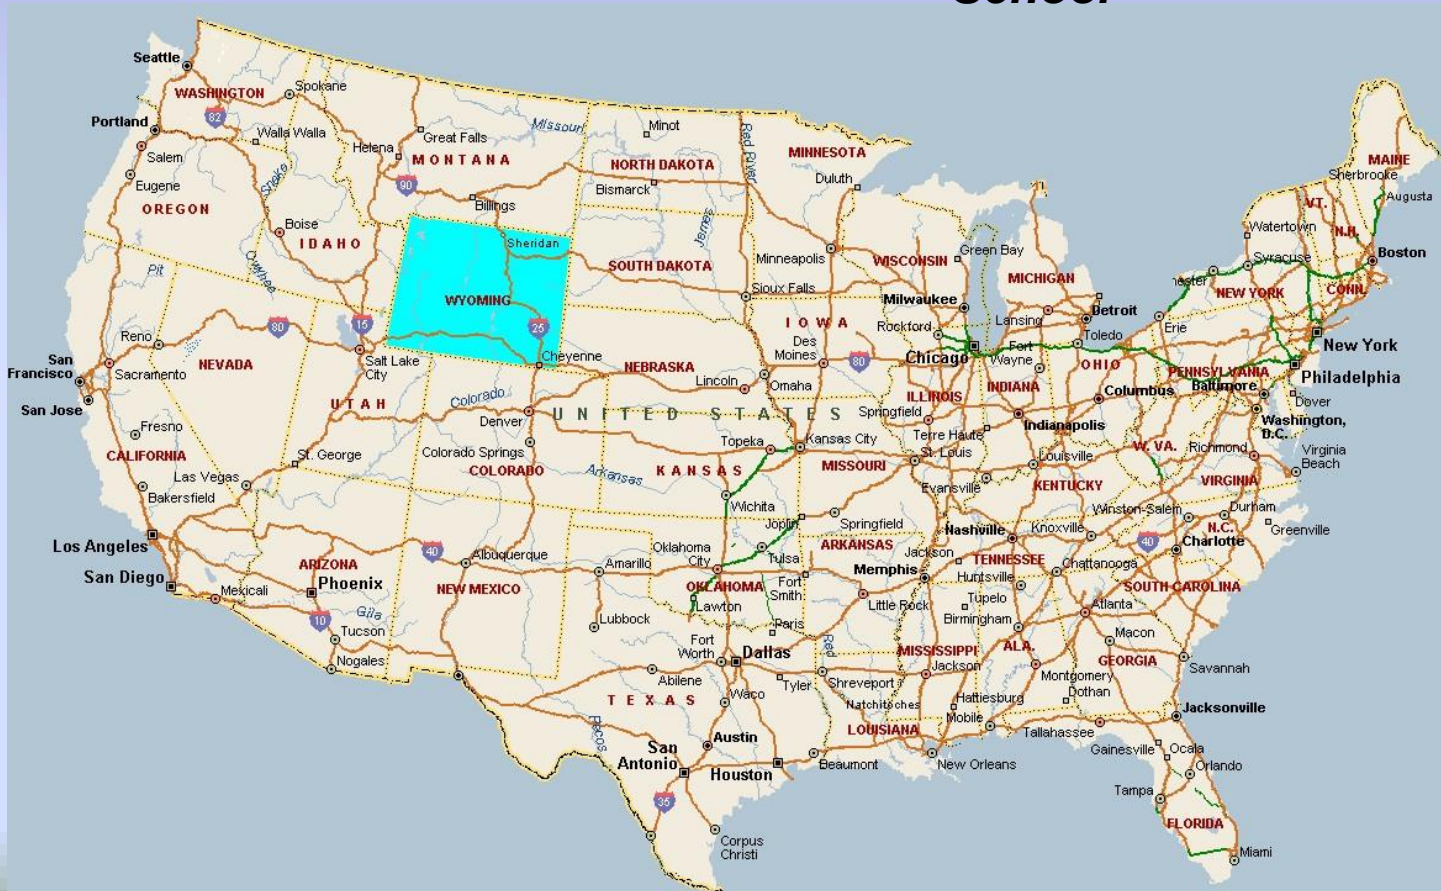 School
Seattle
WASHINGTON
Spokane
82
Portland
Walla Walla
Salem
Eugene
OREGON
Snake
Boise
IDAHO
Owhee
Pit
Helena
Great Falls
MONTANA
Missouri
90
Billings
Sheridan
WYOMING
25
Cheyenne
Minot
NORTH DAKOTA
Bismarck
Red River
MINNESOTA
Duluth
James
SOUTH DAKOTA
Minneapolis
Sioux Falls
WISCONSIN
Green Bay
Milwaukee
MICHIGAN
Lansing
Detroit
Watertown
Syracuse
hester
NEW YORK
VT.
N.H.
MAINE
Sherbrooke
Augusta
Boston
CONN.
Reno
80
15
San
Francisco
Sacramento
San Jose
NEVADA
Salt Lake
City
UTAH
Colorado
Denver
NEBRASKA
Lincoln
Omaha
IOWA
Des
Moines
80
Rockford
Chicago
Fort
Wayne
Toledo
Erie
OHIO
PENNSYLVANIA
New York
Philadelphia
Baltimore
Dover
Washington,
D.C.
UNITED STATES
ILLINOIS
INDIANA
Columbus
Springfield
Indianapolis
Terre Haute
Fresno
CALIFORNIA
St. George
Las Vegas
Bakersfield
Colorado Springs
COLORADO
Arkansas
KANSAS
Topeka
Kansas City
MISSOURI
St. Louis
Louisville
Evansville
KENTUCKY
W. VA.
Richmond
Virginia
Beach
VIRGINIA
Wichita
Joplin
Springfield
Nashville
Knoxville
Winston-Salem
Durham
N.C.
Greenville
Los Angeles
San Diego
Mexicali
ARIZONA
Phoenix
Gila
10
Tucson
Nogales
40
Albuquerque
NEW MEXICO
Amarillo
Lubbock
Oklahoma
City
Tulsa
OKLAHOMA
Lawton
Fort
Smith
ARKANSAS
Jackson
Memphis
Little Rock
TENNESSEE
Huntsville
Chattanooga
40
Charlotte
SOUTH CAROLINA
Tupelo
Birmingham
Atlanta
Paris
Red
Fort
Worth
Dallas
Abilene
Tyler
Shreveport
MISSISSIPPI
Jackson
ALA.
Montgomery
Macon
GEORGIA
Savannah
TEXAS
Waco
Pecos
Natchitoches
Hattiesburg
Dothan
LOUISIANA
Mobile
Tallahassee
Jacksonville
Austin
San
Antonio
Houston
Beaumont
New Orleans
Gainesville
Ocala
Orlando
Tampa
FLORIDA
Miami
35
Corpus
Christi